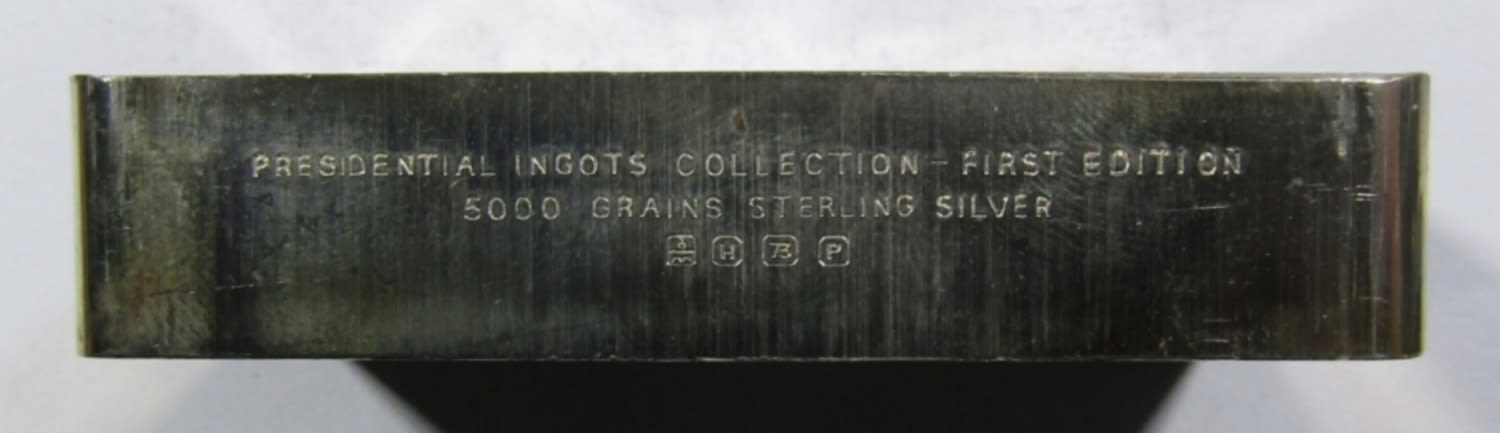 PRESIDENTIAL INGOTS COLLECTION - FIRST EDITION
5000 GRAINS STERLING SILVER
H 73 P